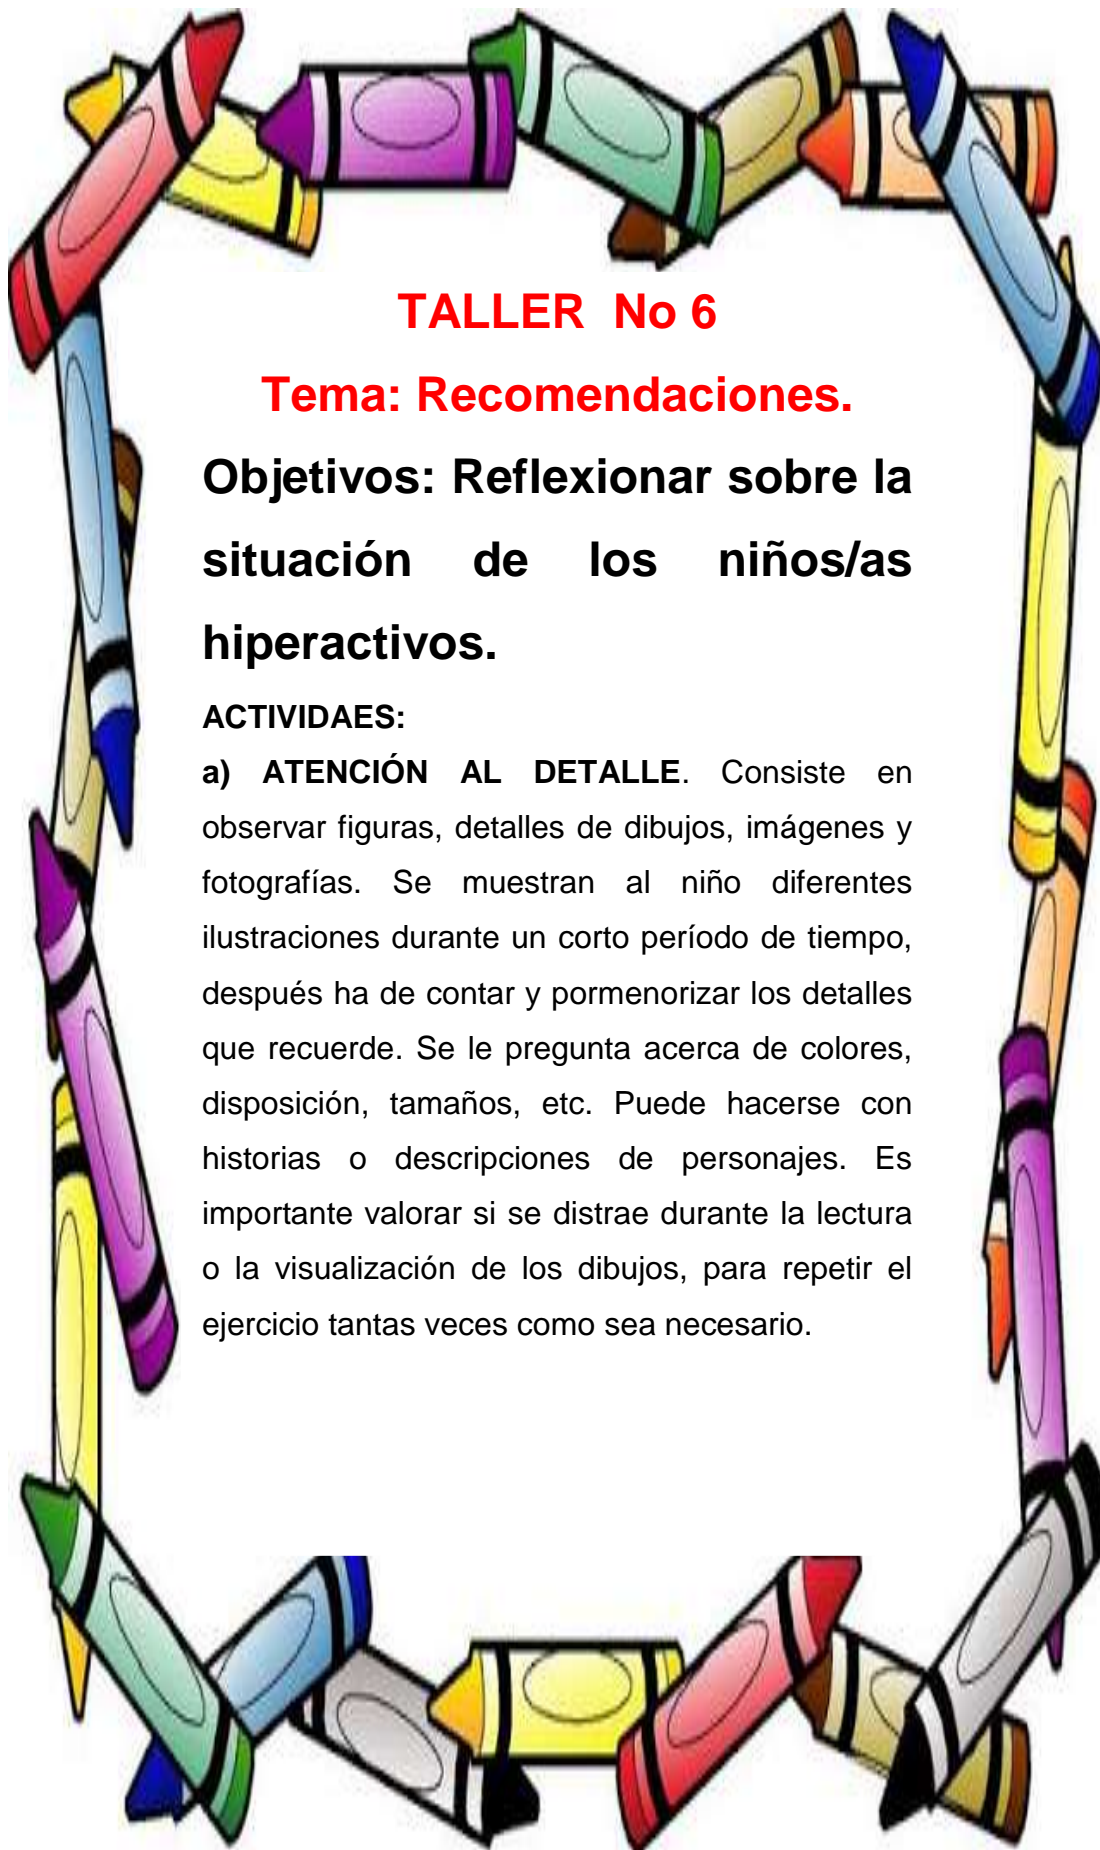 TALLER No 6
Tema: Recomendaciones.
Objetivos: Reflexionar sobre la
situación de los niños/as
hiperactivos.
ACTIVIDAES:
a) ATENCIÓN AL DETALLE. Consiste en
observar figuras, detalles de dibujos, imágenes y
fotografías. Se muestran al niño diferentes
ilustraciones durante un corto período de tiempo,
después ha de contar y pormenorizar los detalles
que recuerde. Se le pregunta acerca de colores,
disposición, tamaños, etc. Puede hacerse con
historias o descripciones de personajes. Es
importante valorar si se distrae durante la lectura
o la visualización de los dibujos, para repetir el
ejercicio tantas veces como sea necesario.